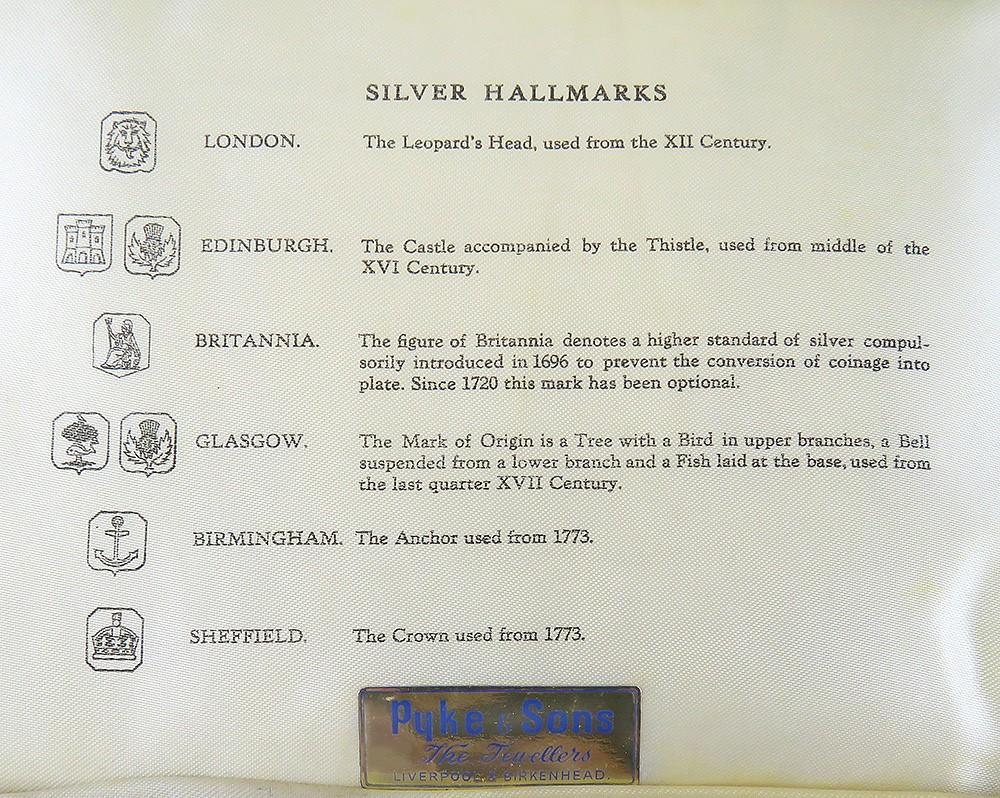 SILVER HALLMARKS
LONDON. The Leopard's Head, used from the XII Century.
EDINBURGH. The Castle accompanied by the Thistle, used from middle of the
XVI Century.
BRITANNIA. The figure of Britannia denotes a higher standard of silver compul-
sorily introduced in 1696 to prevent the conversion of coinage into
plate. Since 1720 this mark has been optional.
GLASGOW. The Mark of Origin is a Tree with a Bird in upper branches, a Bell
suspended from a lower branch and a Fish laid at the base, used from
the last quarter XVII Century.
BIRMINGHAM. The Anchor used from 1773.
SHEFFIELD. The Crown used from 1773.
Pyke & Sons
The Jewellers
LIVERPOOL & BIRKENHEAD.